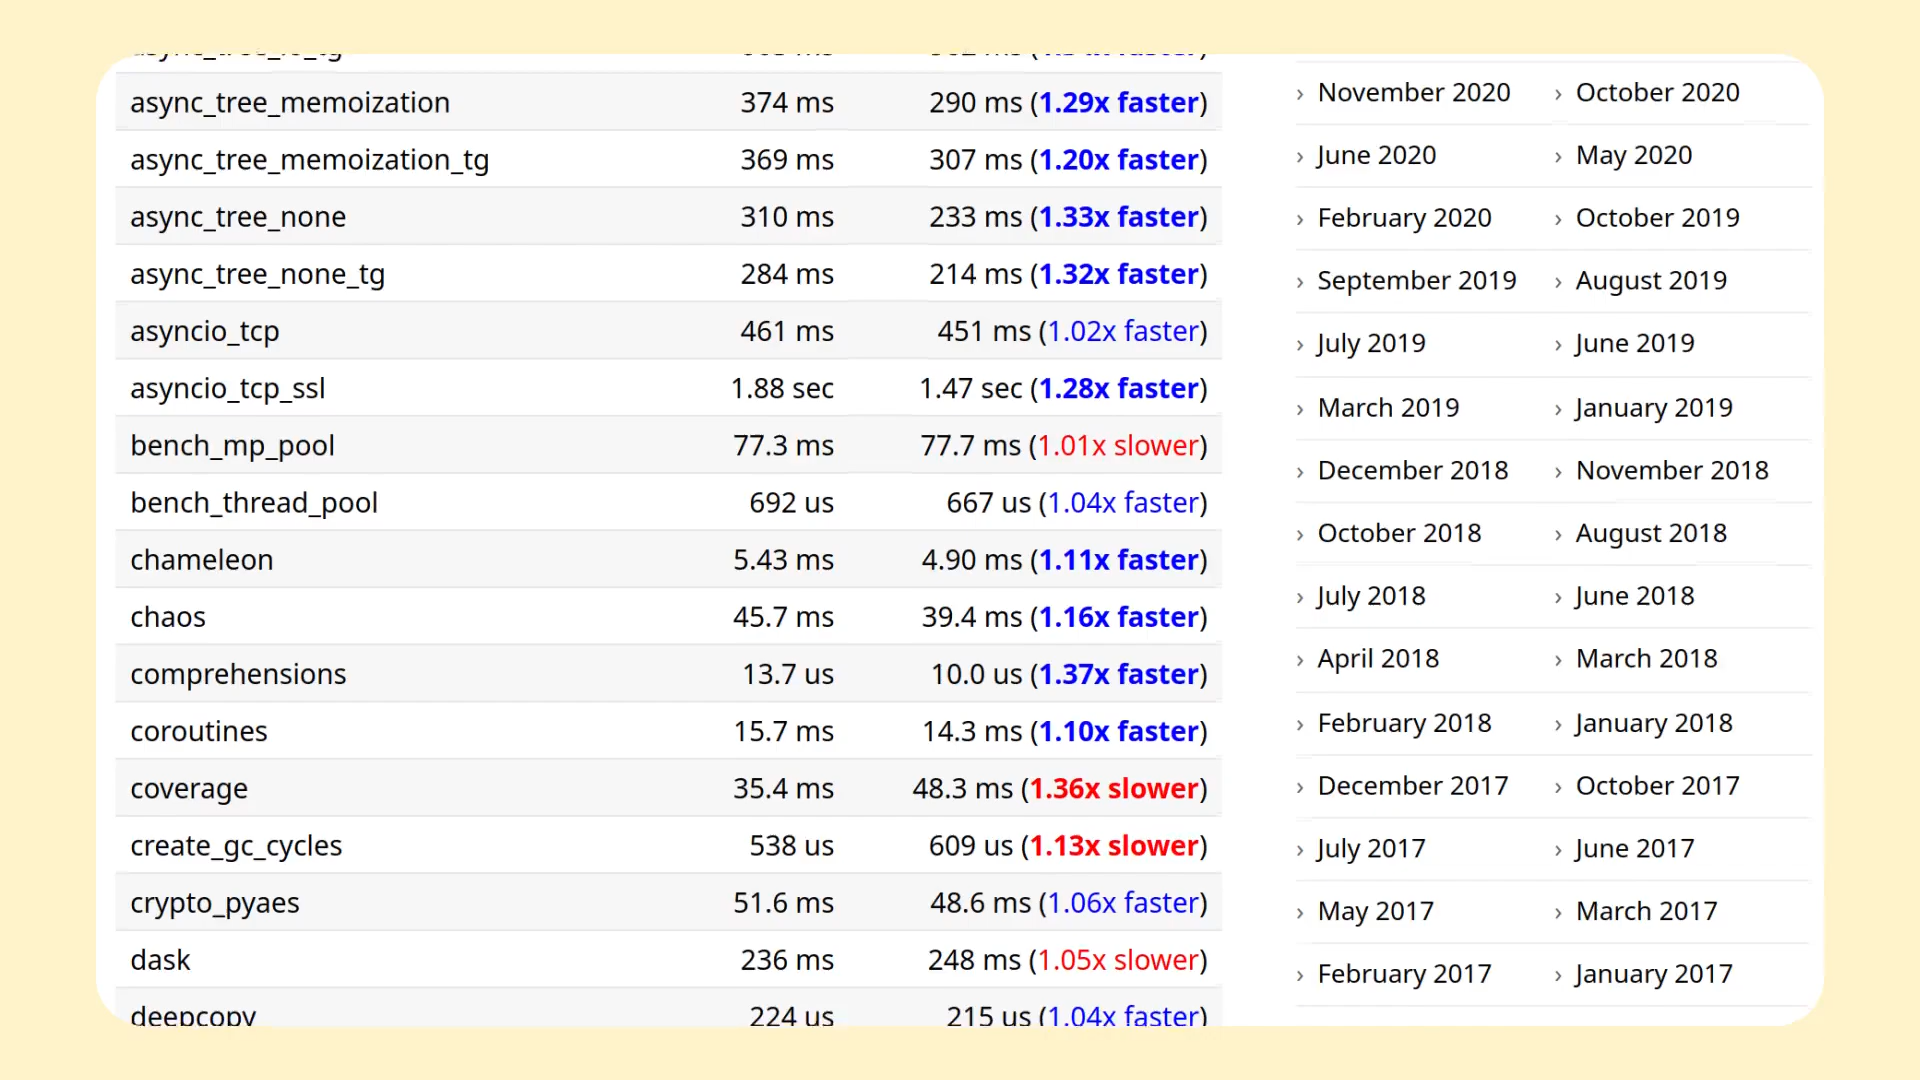 async_tree_memoization 374 ms 290 ms (1.29x faster)
async_tree_memoization_tg 369 ms 307 ms (1.20x faster)
async_tree_none 310 ms 233 ms (1.33x faster)
async_tree_none_tg 284 ms 214 ms (1.32x faster)
asyncio_tcp 461 ms 451 ms (1.02x faster)
asyncio_tcp_ssl 1.88 sec 1.47 sec (1.28x faster)
bench_mp_pool 77.3 ms 77.7 ms (1.01x slower)
bench_thread_pool 692 us 667 us (1.04x faster)
chameleon 5.43 ms 4.90 ms (1.11x faster)
chaos 45.7 ms 39.4 ms (1.16x faster)
comprehensions 13.7 us 10.0 us (1.37x faster)
coroutines 15.7 ms 14.3 ms (1.10x faster)
coverage 35.4 ms 48.3 ms (1.36x slower)
create_gc_cycles 538 us 609 us (1.13x slower)
crypto_pyaes 51.6 ms 48.6 ms (1.06x faster)
dask 236 ms 248 ms (1.05x slower)
deepcopy 224 us 215 us (1.04x faster)
› November 2020 › October 2020
› June 2020 › May 2020
› February 2020 › October 2019
› September 2019 › August 2019
› July 2019 › June 2019
› March 2019 › January 2019
› December 2018 › November 2018
› October 2018 › August 2018
› July 2018 › June 2018
› April 2018 › March 2018
› February 2018 › January 2018
› December 2017 › October 2017
› July 2017 › June 2017
› May 2017 › March 2017
› February 2017 › January 2017